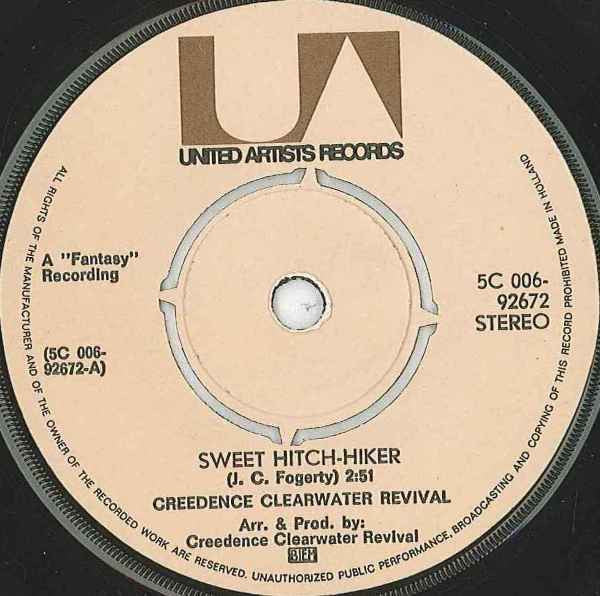 UA
UNITED ARTISTS RECORDS
A "Fantasy"
Recording
(5C 006-
92672-A)
5C 006-
92672
STEREO
SWEET HITCH-HIKER
(J. C. Fogerty) 2:51
CREEDENCE CLEARWATER REVIVAL
Arr. & Prod. by:
Creedence Clearwater Revival
BIEM
ALL RIGHTS OF THE MANUFACTURER AND OF THE OWNER OF THE RECORDED WORK ARE RESERVED. UNAUTHORIZED PUBLIC PERFORMANCE, BROADCASTING AND COPYING OF THIS RECORD PROHIBITED MADE IN HOLLAND